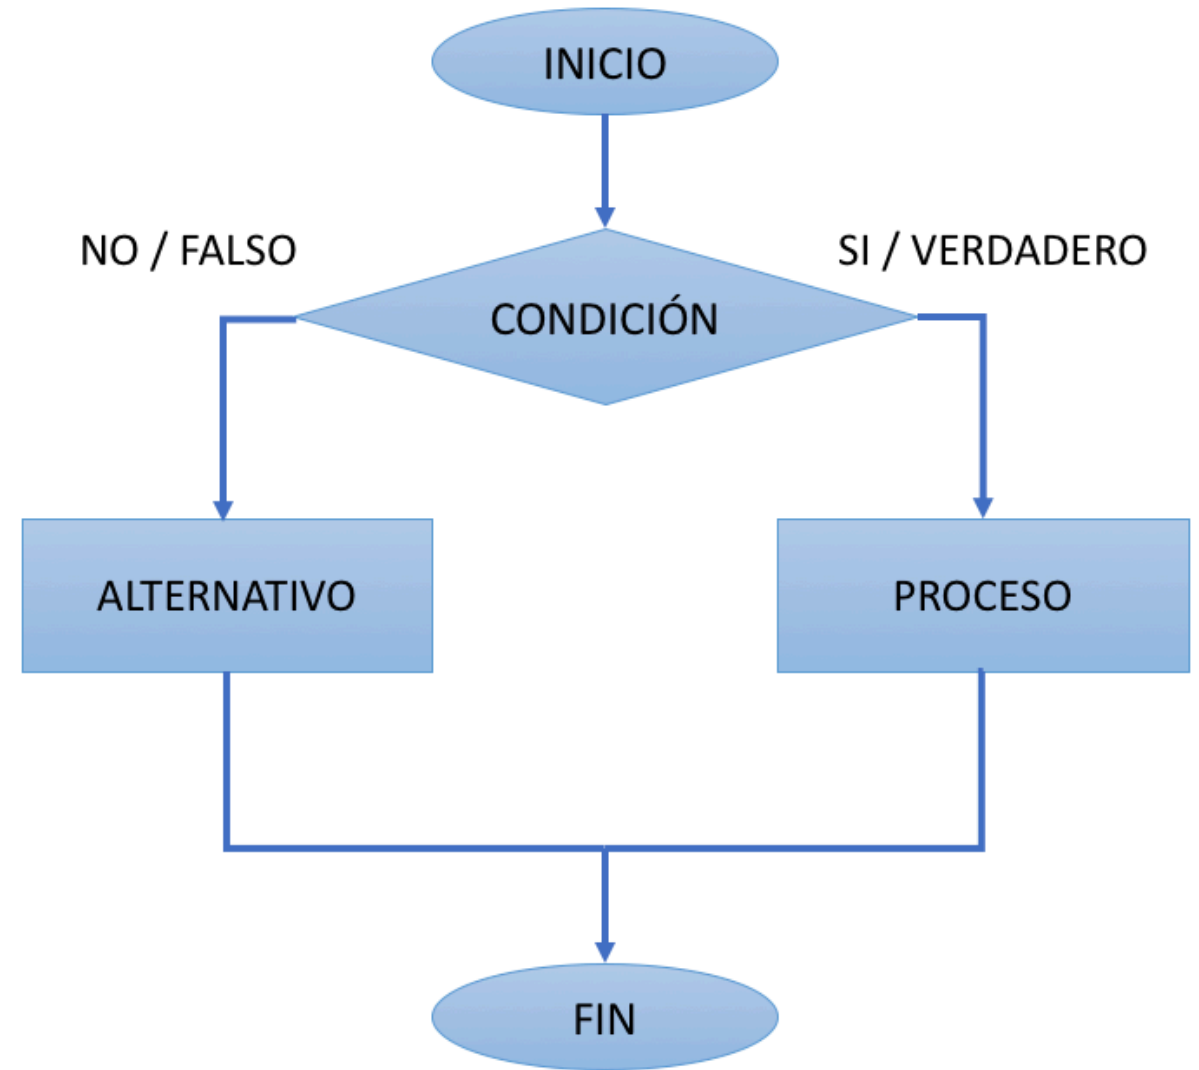 INICIO
NO / FALSO
SI / VERDADERO
CONDICIÓN
ALTERNATIVO
PROCESO
FIN